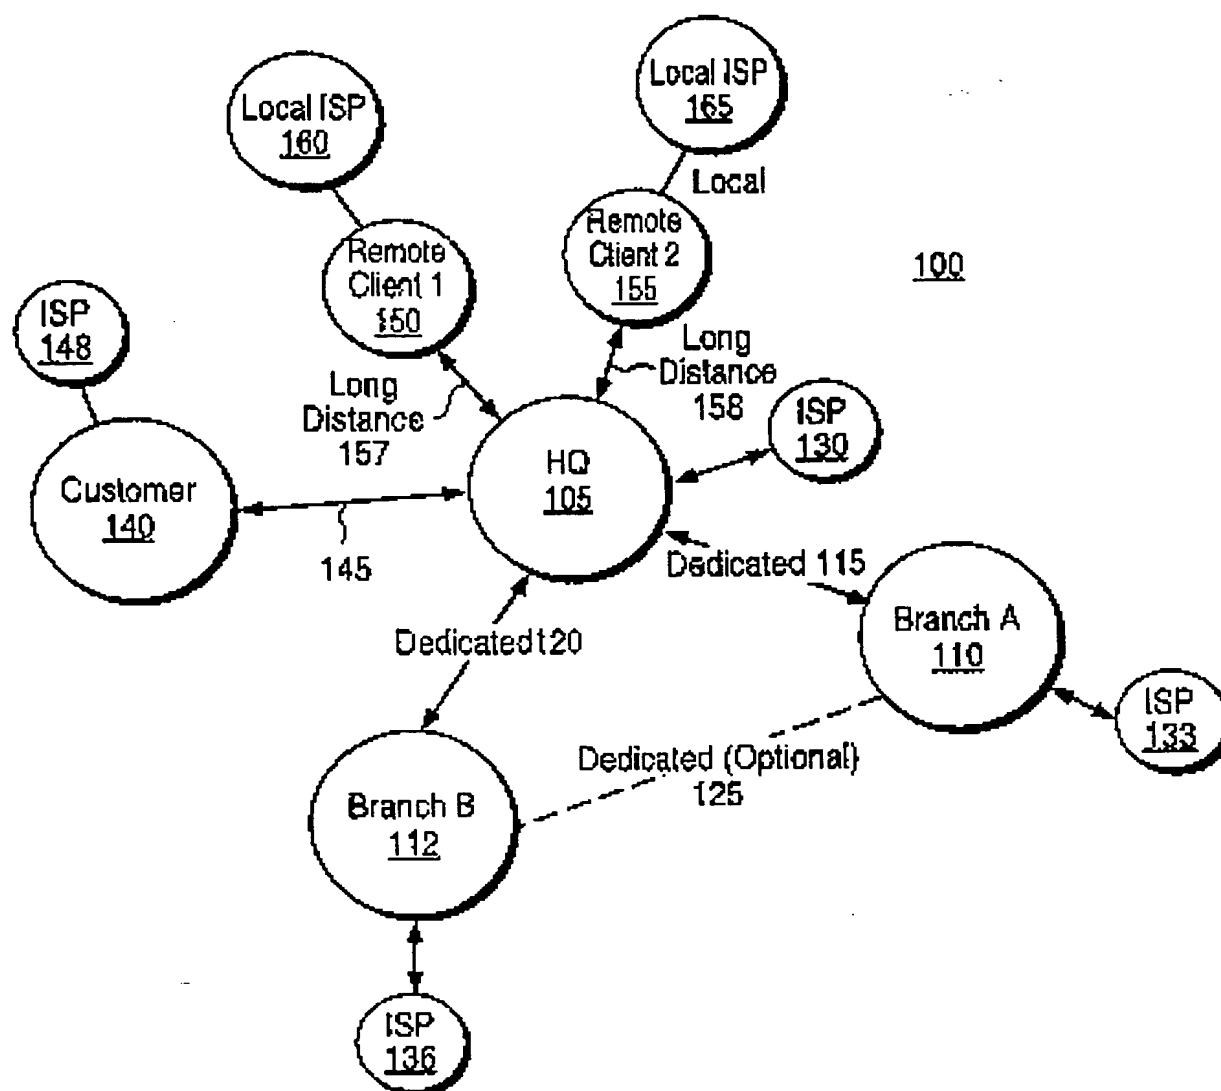 Local ISP
165
Local ISP
160
Local
Remote
Client 2
155
Remote
Client 1
150
100
ISP
148
Long
Distance
158
Long
Distance
157
ISP
130
HQ
105
Customer
140
145
Dedicated 115
Branch A
110
Dedicated 120
ISP
133
Dedicated (Optional)
125
Branch B
112
ISP
136